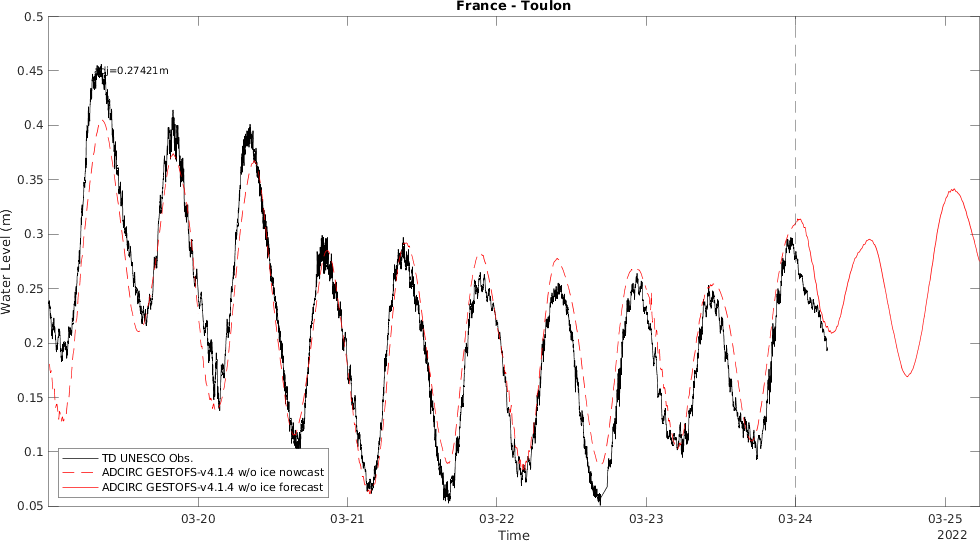 France - Toulon
0.5
0.45
0.4
0.35
0.3
0.25
0.2
0.15
0.1
0.05
Water Level (m)
=0.27421m
TD UNESCO Obs.
ADCIRC GESTOFS-v4.1.4 w/o ice nowcast
ADCIRC GESTOFS-v4.1.4 w/o ice forecast
03-20
03-21
03-22
03-23
03-24
03-25
Time
2022